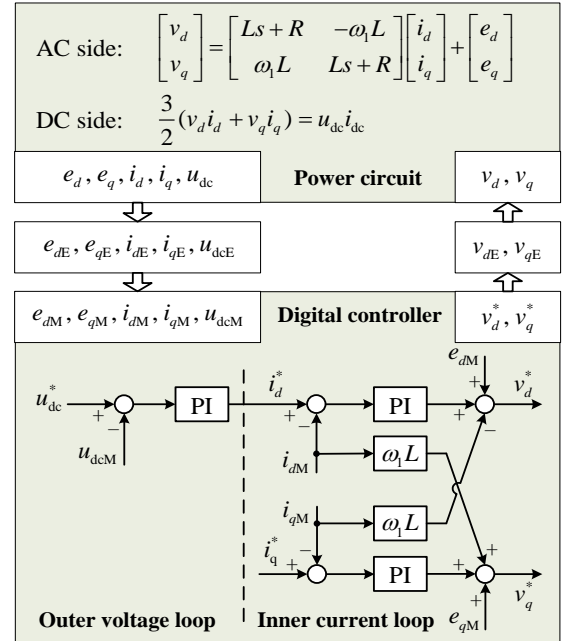 AC side: [v_d v_q] = [Ls + R −ω₁L ω₁L Ls + R] [i_d i_q] + [e_d e_q]
DC side: 3/2 (v_d i_d + v_q i_q) = u_dc i_dc
e_d, e_q, i_d, i_q, u_dc
Power circuit
v_d, v_q
e_dE, e_qE, i_dE, i_qE, u_dcE
v_dE, v_qE
e_dM, e_qM, i_dM, i_qM, u_dcM
Digital controller
v_d^*, v_q^*
e_dM
+
u_dc^*
+
−
PI
i_d^*
+
−
PI
+
−
v_d^*
u_dcM
i_dM
ω₁L
i_qM
ω₁L
i_q^*
+
−
PI
+
+
+
v_q^*
e_qM
Outer voltage loop
Inner current loop